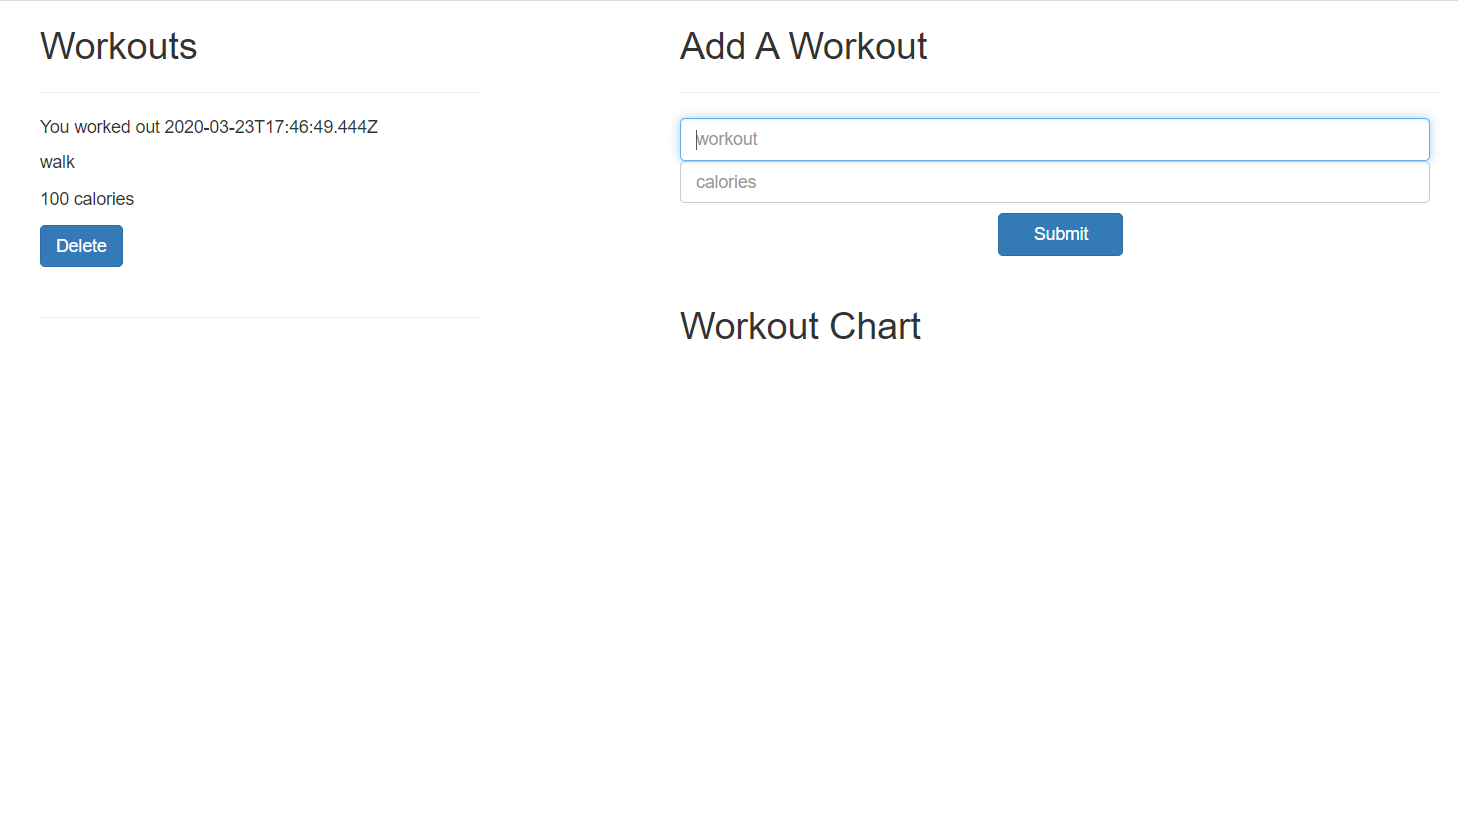 Workouts
You worked out 2020-03-23T17:46:49.444Z
walk
100 calories
Delete
Add A Workout
workout
calories
Submit
Workout Chart